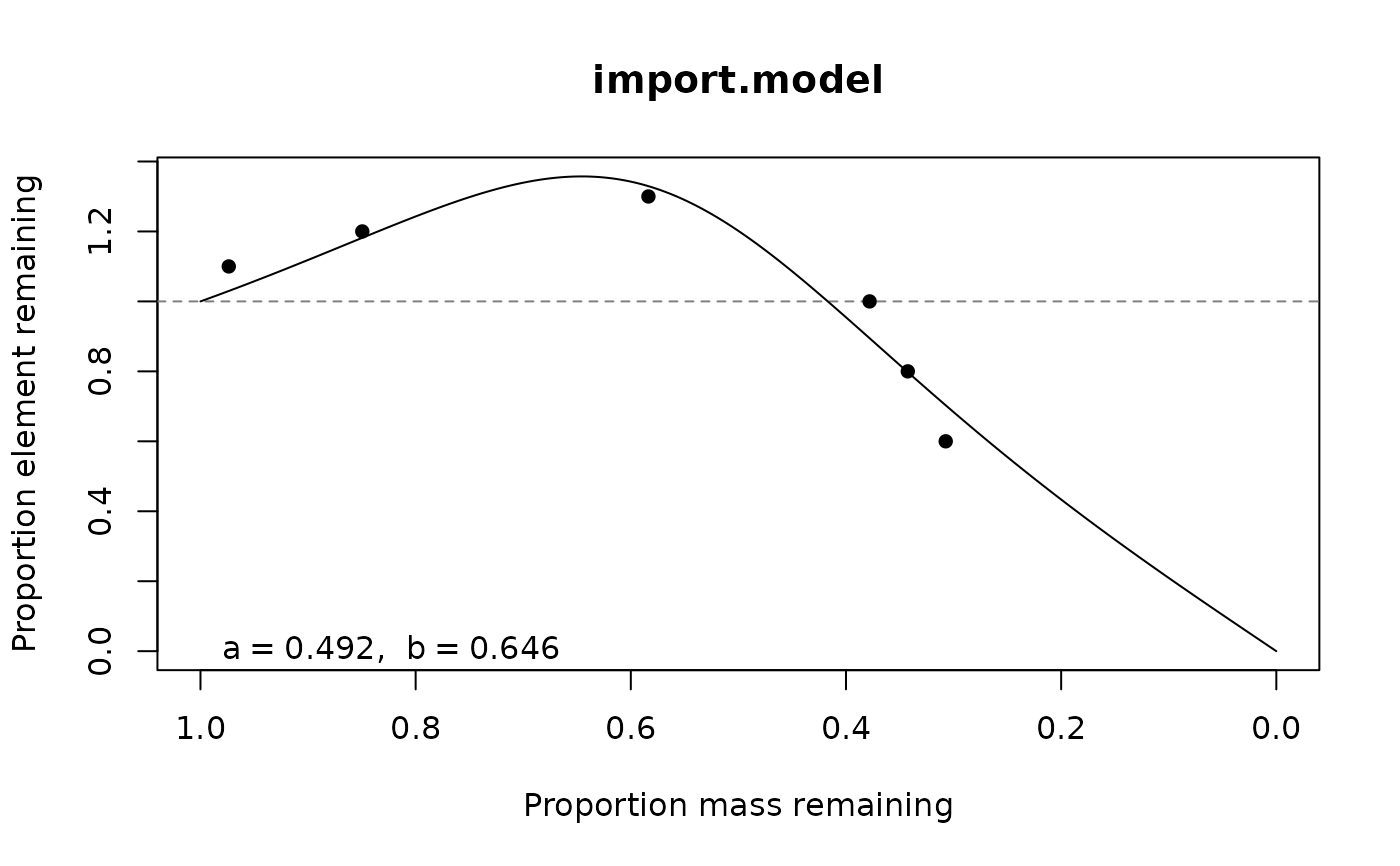 import.model
Proportion element remaining
1.2
0.8
0.4
0.0
a = 0.492,  b = 0.646
1.0 0.8 0.6 0.4 0.2 0.0
Proportion mass remaining